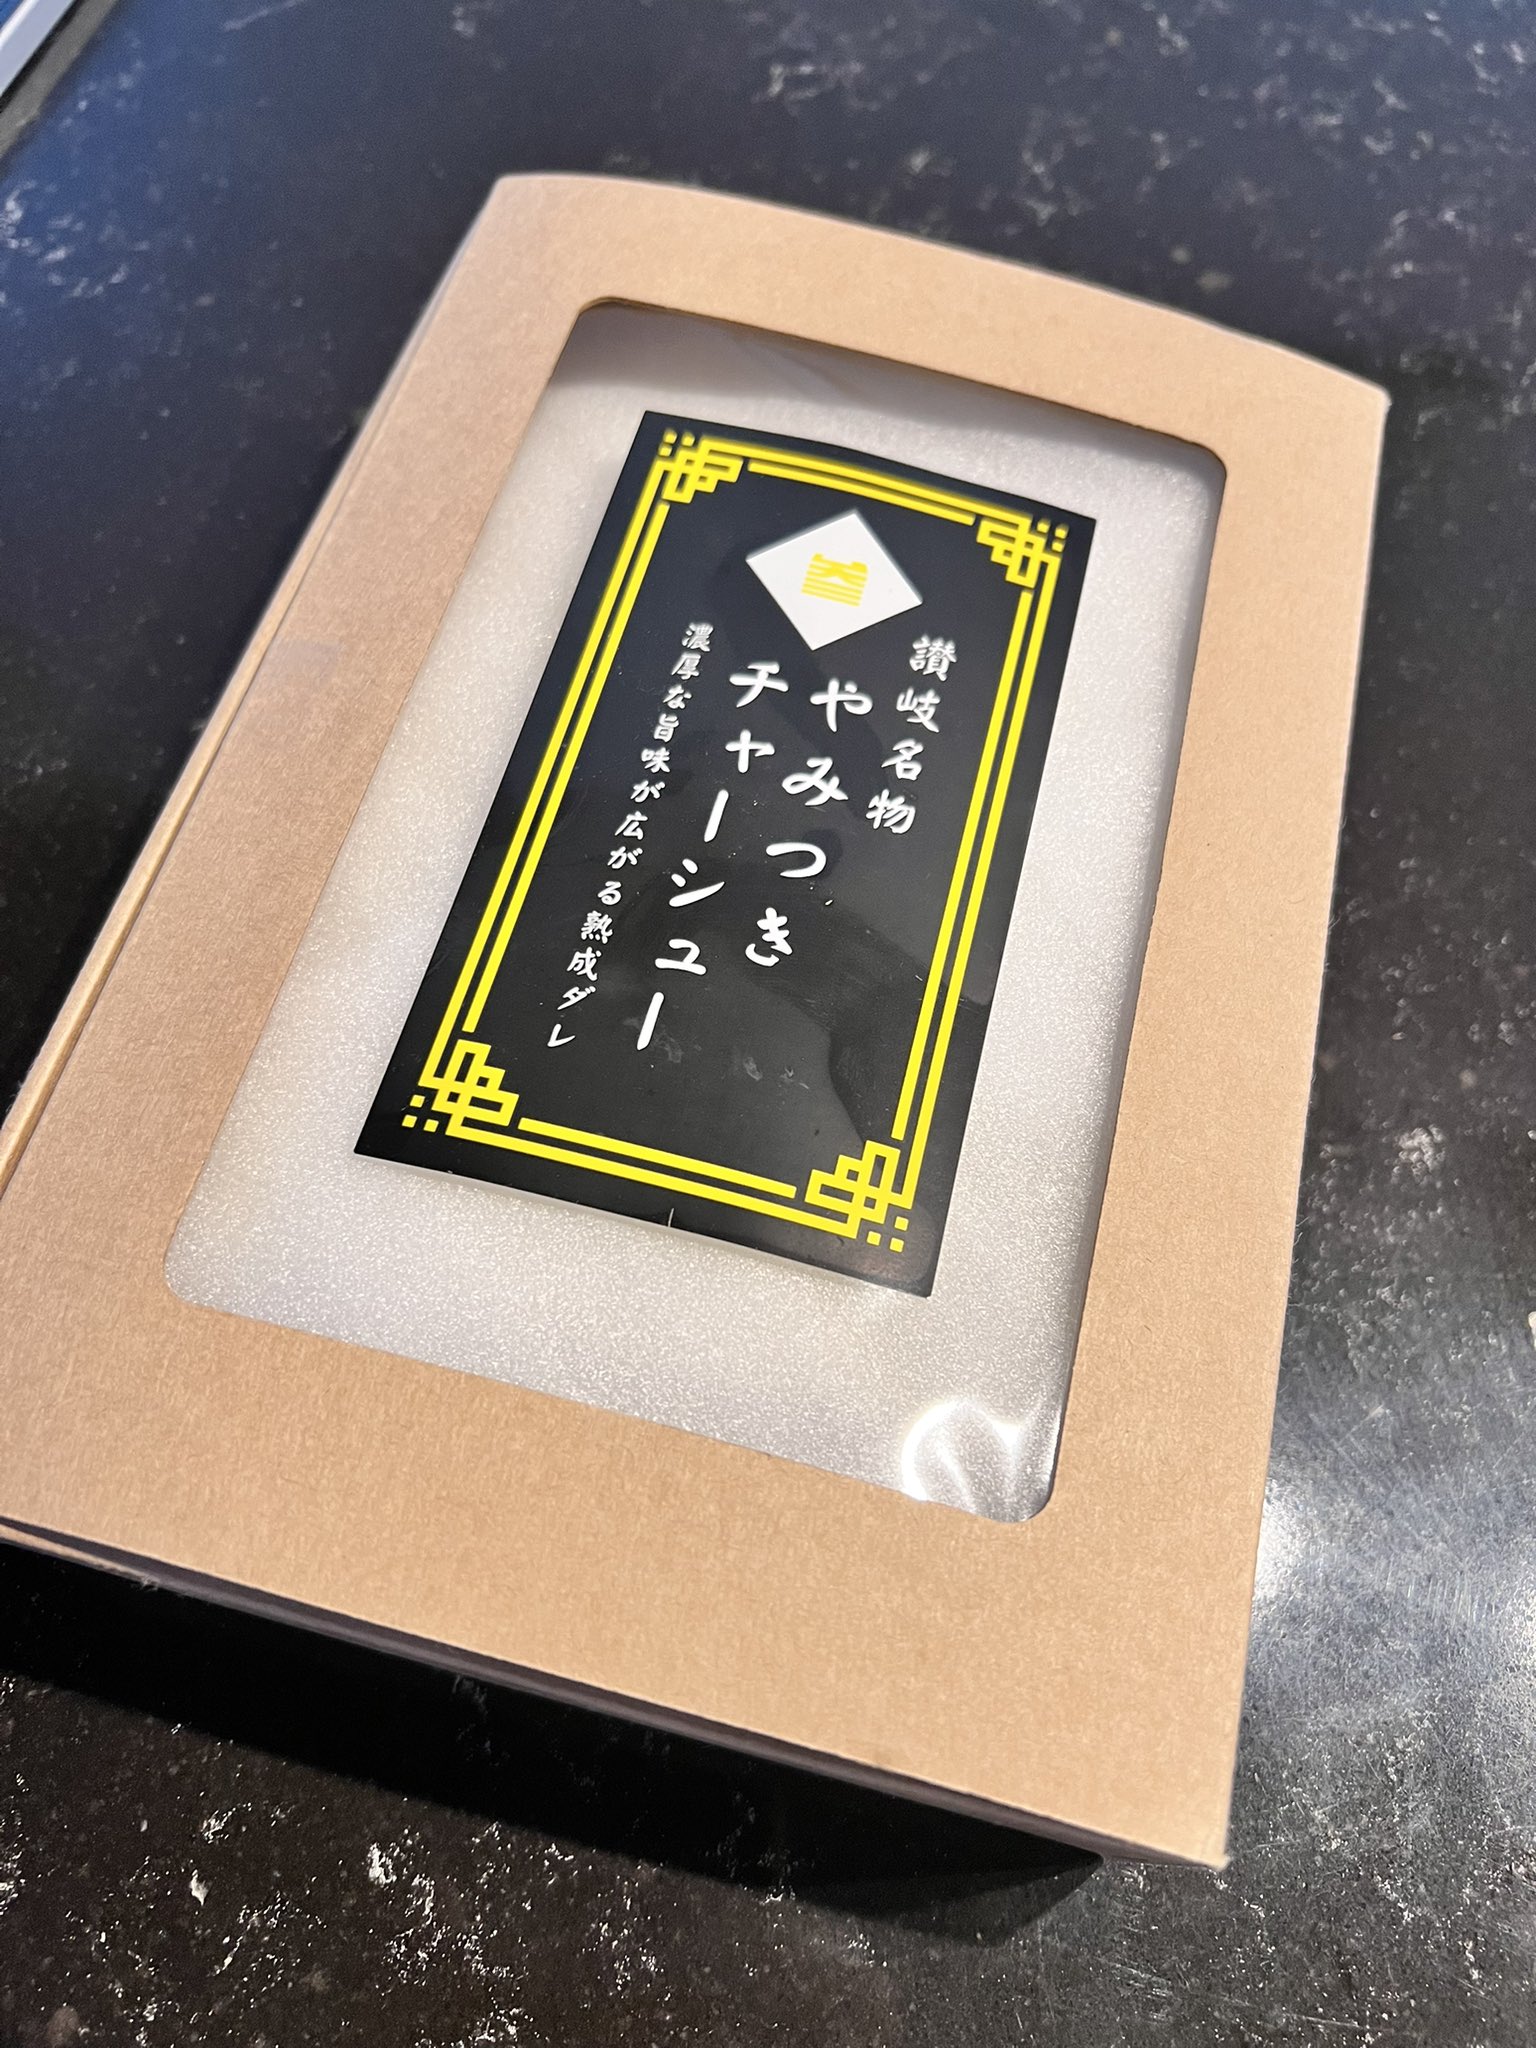 讃岐名物
やみつき
チャーシュー
濃厚な旨味が広がる熟成ダレ